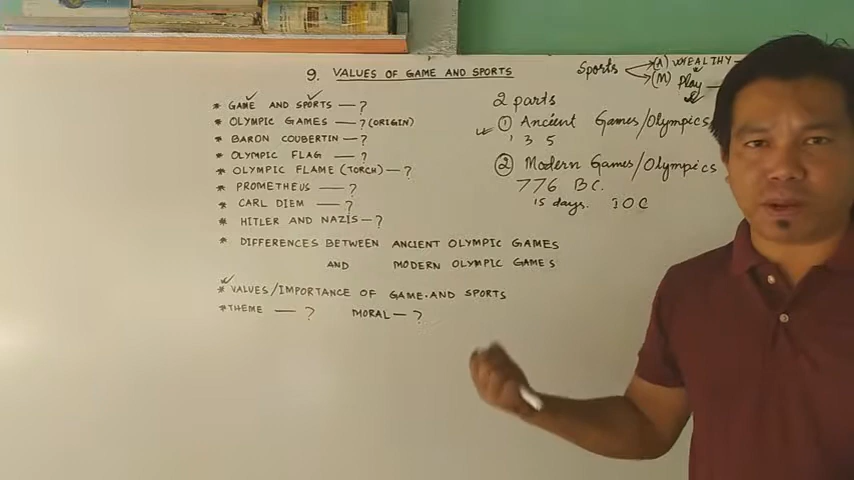 9. VALUES OF GAME AND SPORTS
* GAME AND SPORTS — ?
* OLYMPIC GAMES — ? (ORIGIN)
* BARON COUBERTIN — ?
* OLYMPIC FLAG — ?
* OLYMPIC FLAME (TORCH) — ?
* PROMETHEUS — ?
* CARL DIEM — ?
* HITLER AND NAZIS — ?
* DIFFERENCES BETWEEN ANCIENT OLYMPIC GAMES
AND MODERN OLYMPIC GAMES
* VALUES/IMPORTANCE OF GAME AND SPORTS
* THEME — ? MORAL — ?
Sports (A) WEALTHY
(M) Play
2 parts
① Ancient Games/Olympics
1 3 5
② Modern Games/Olympics
776 BC.
15 days. IOC